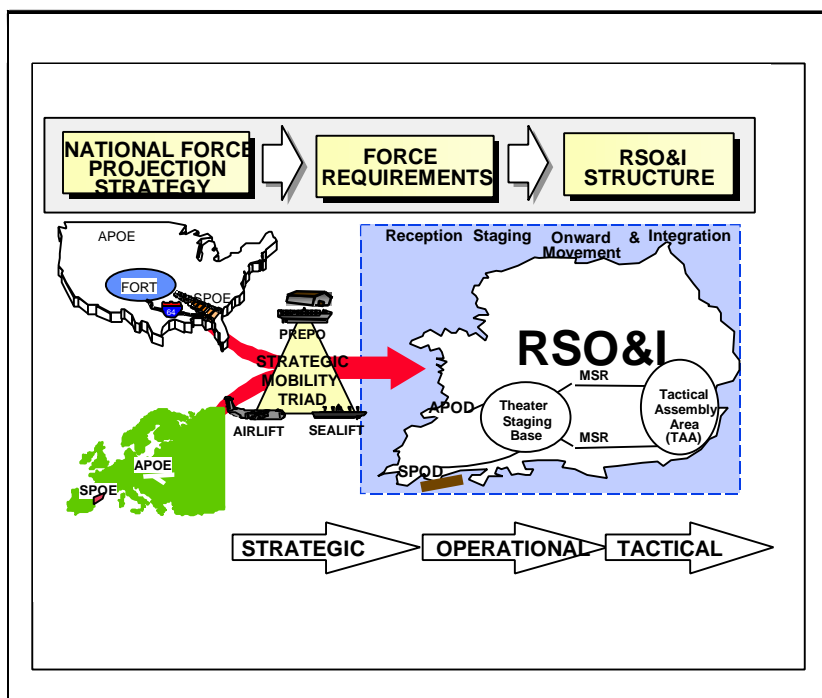 NATIONAL FORCE
PROJECTION
STRATEGY
FORCE
REQUIREMENTS
RSO&I
STRUCTURE
APOE
FORT
SPOE
64
PREPO
STRATEGIC
MOBILITY
TRIAD
AIRLIFT
SEALIFT
APOE
SPOE
Reception Staging Onward & Integration
Movement
RSO&I
MSR
APOD
Theater
Staging
Base
Tactical
Assembly
Area
(TAA)
MSR
SPOD
STRATEGIC
OPERATIONAL
TACTICAL